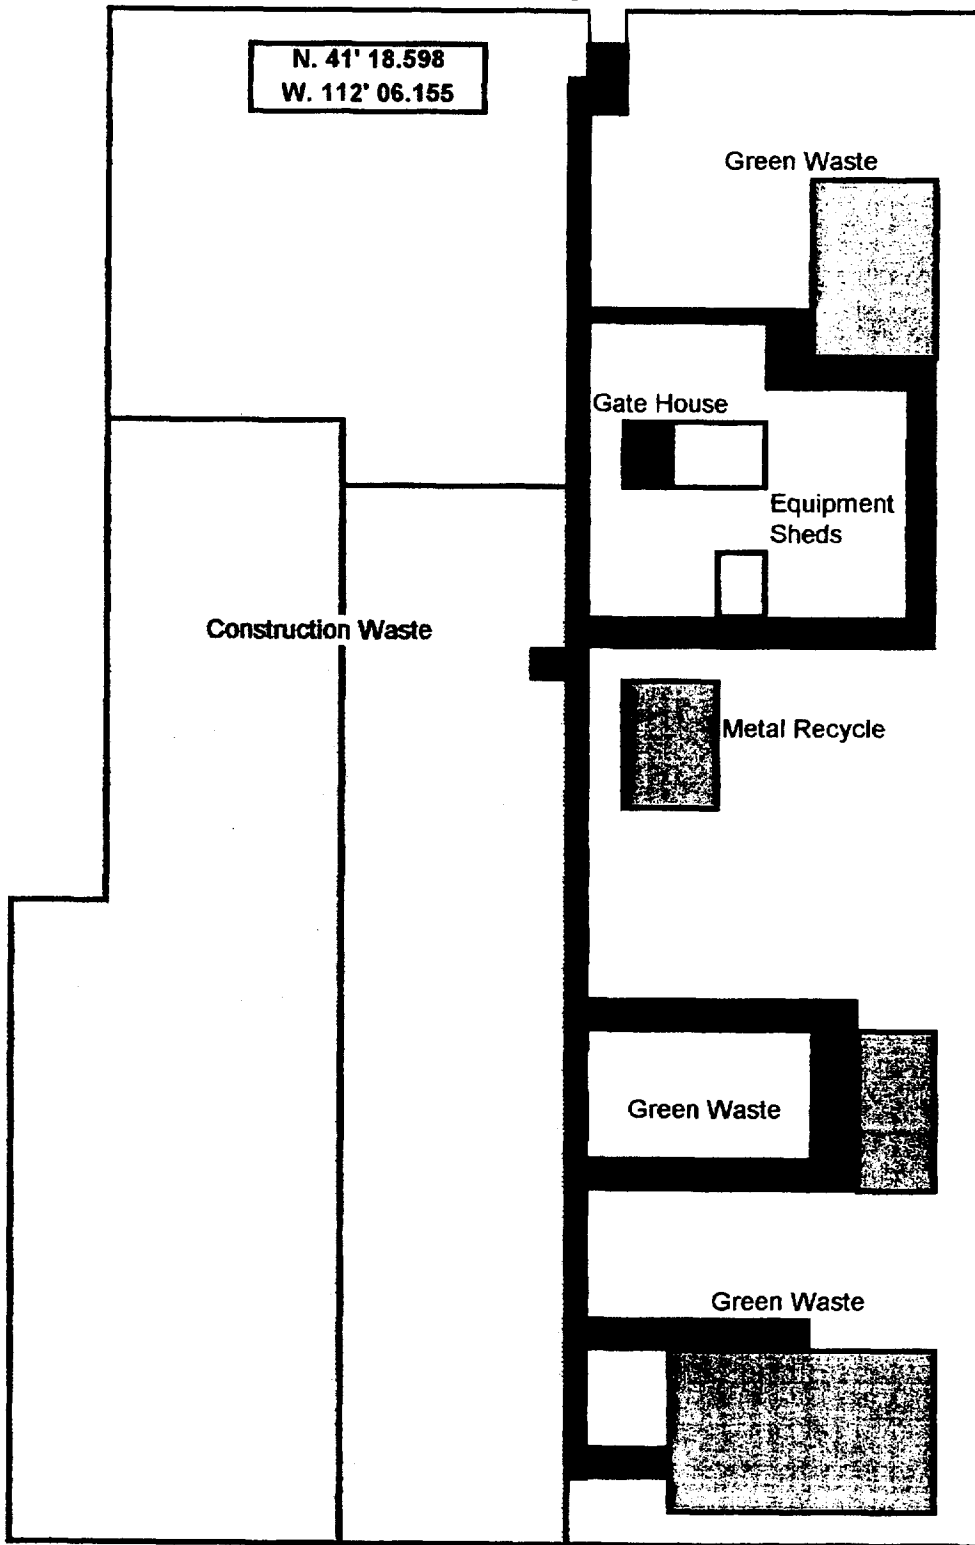 N. 41' 18.598
W. 112' 06.155
Green Waste
Gate House
Equipment
Sheds
Construction Waste
Metal Recycle
Green Waste
Green Waste